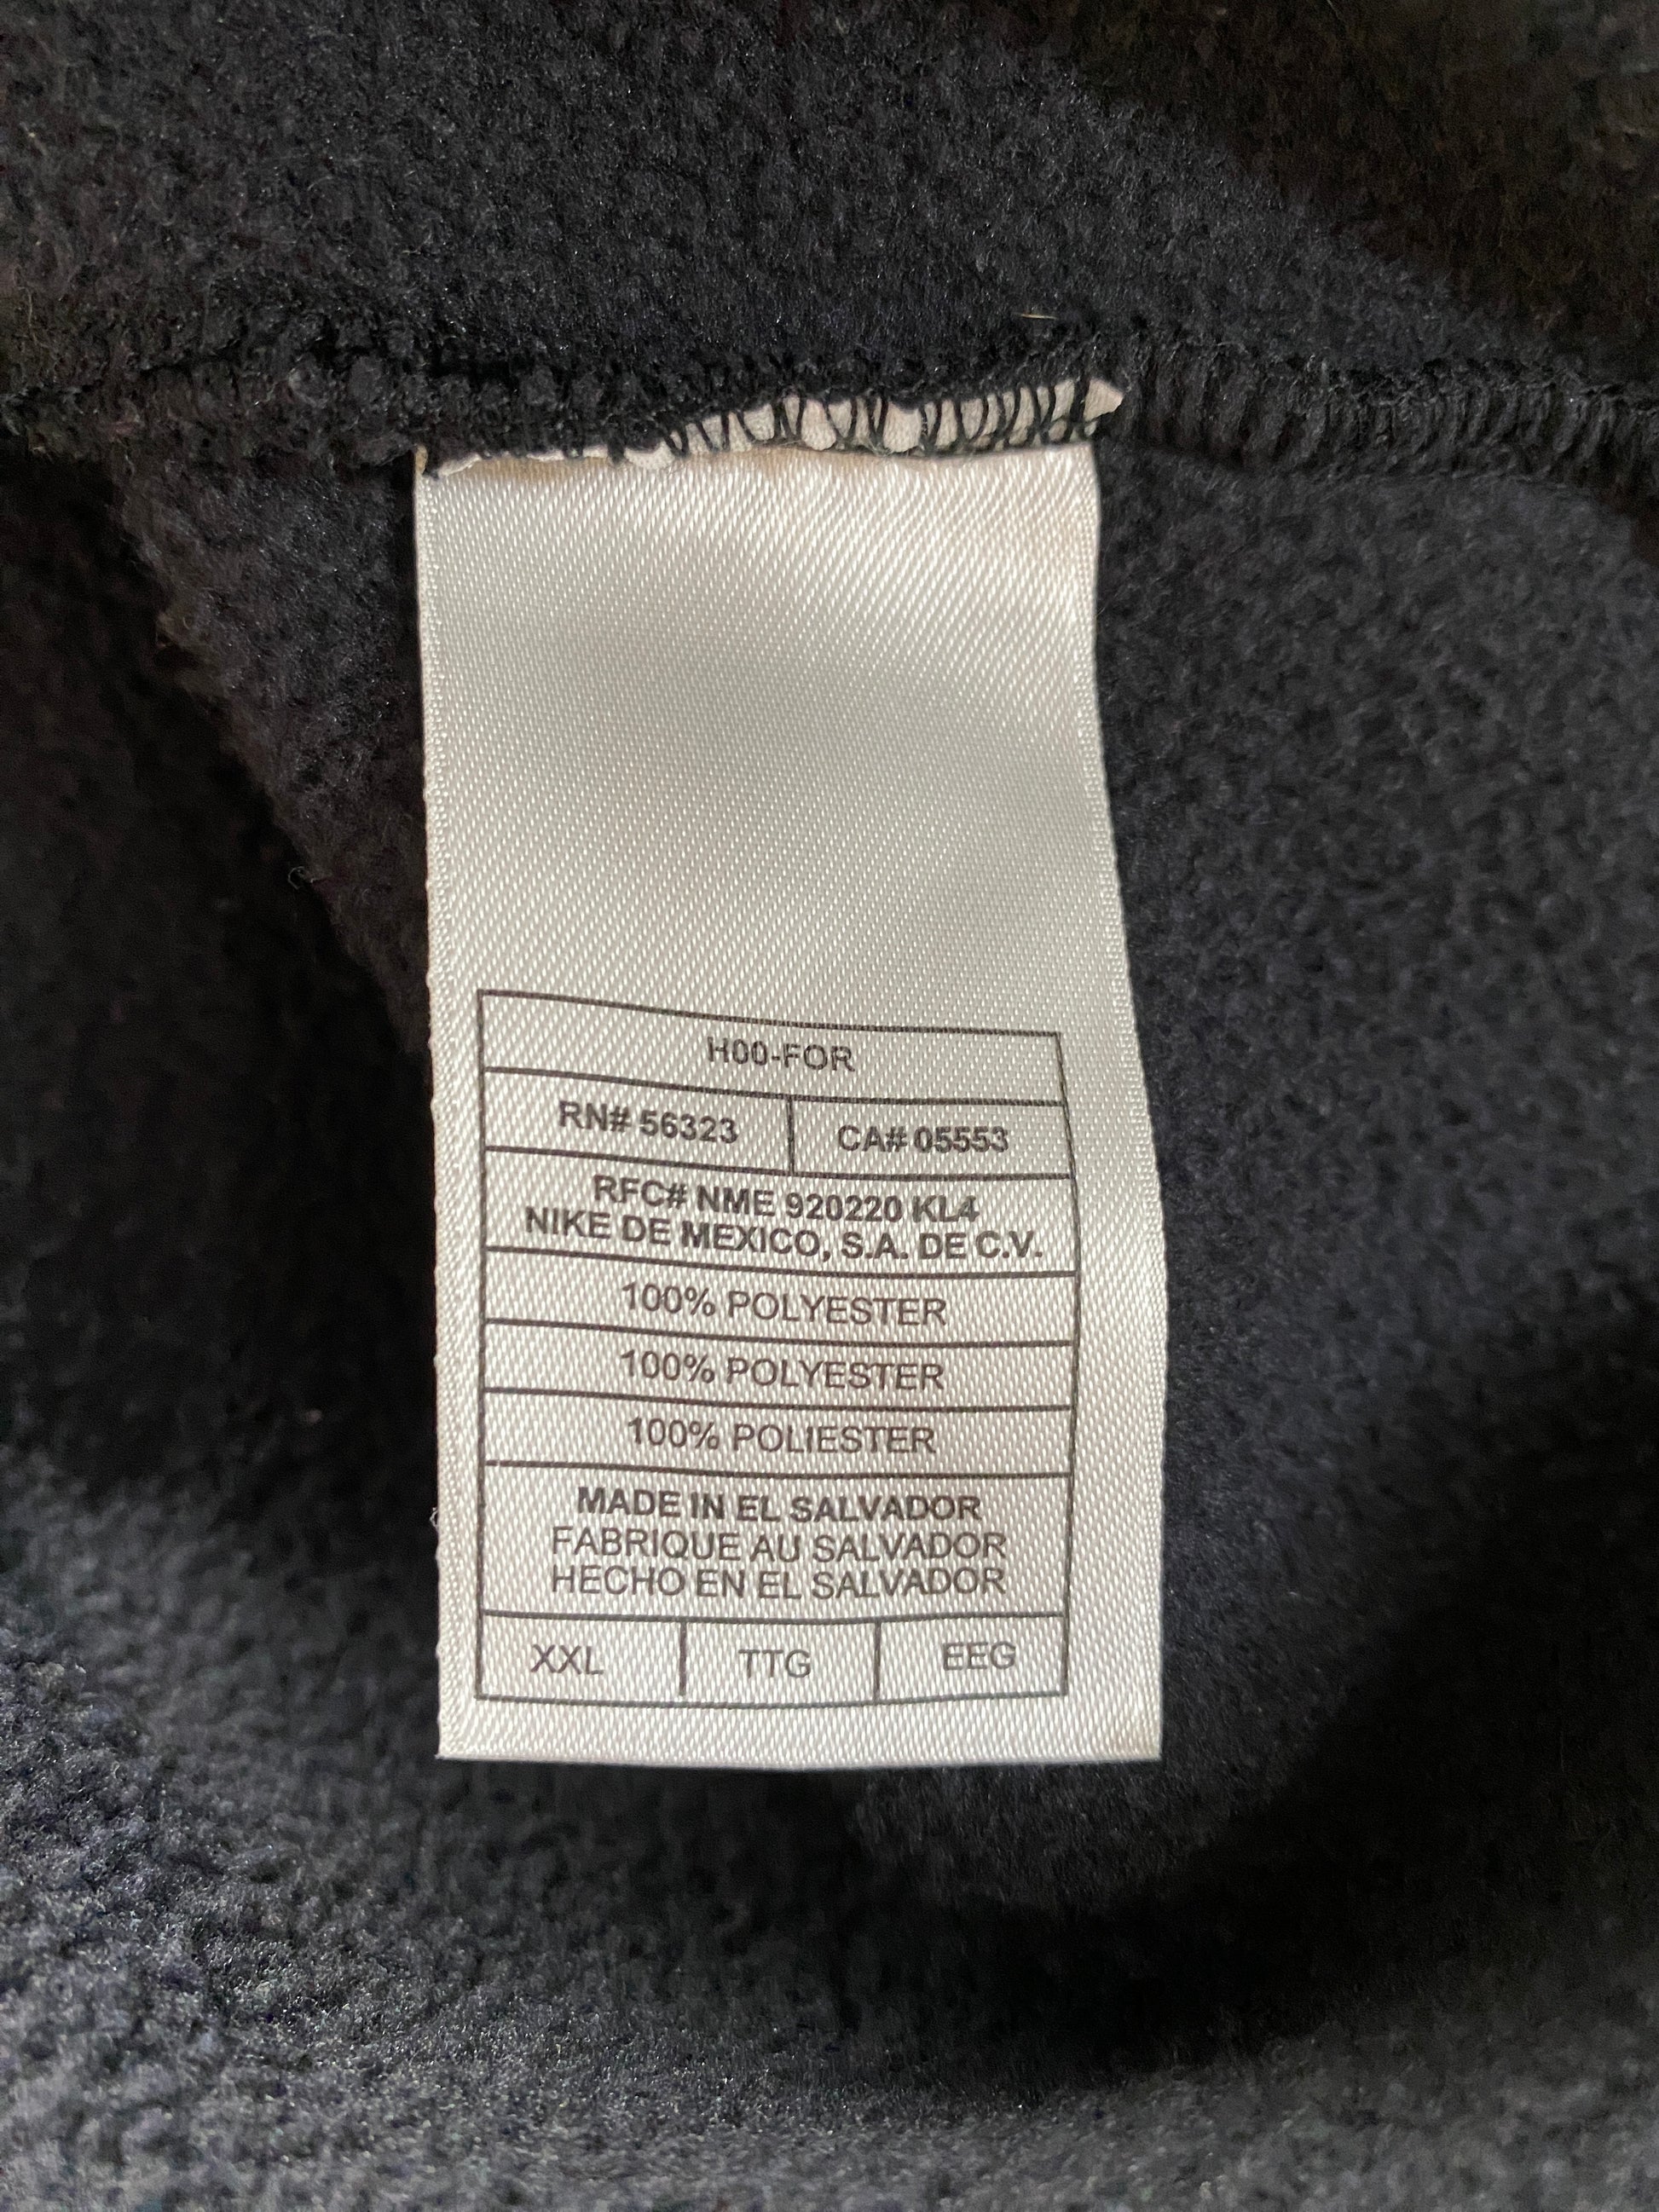 H00-FOR
RN# 56323
CA# 05553
RFC# NME 920220 KL4
NIKE DE MEXICO, S.A. DE C.V.
100% POLYESTER
100% POLYESTER
100% POLIESTER
MADE IN EL SALVADOR
FABRIQUE AU SALVADOR
HECHO EN EL SALVADOR
XXL
TTG
EEG